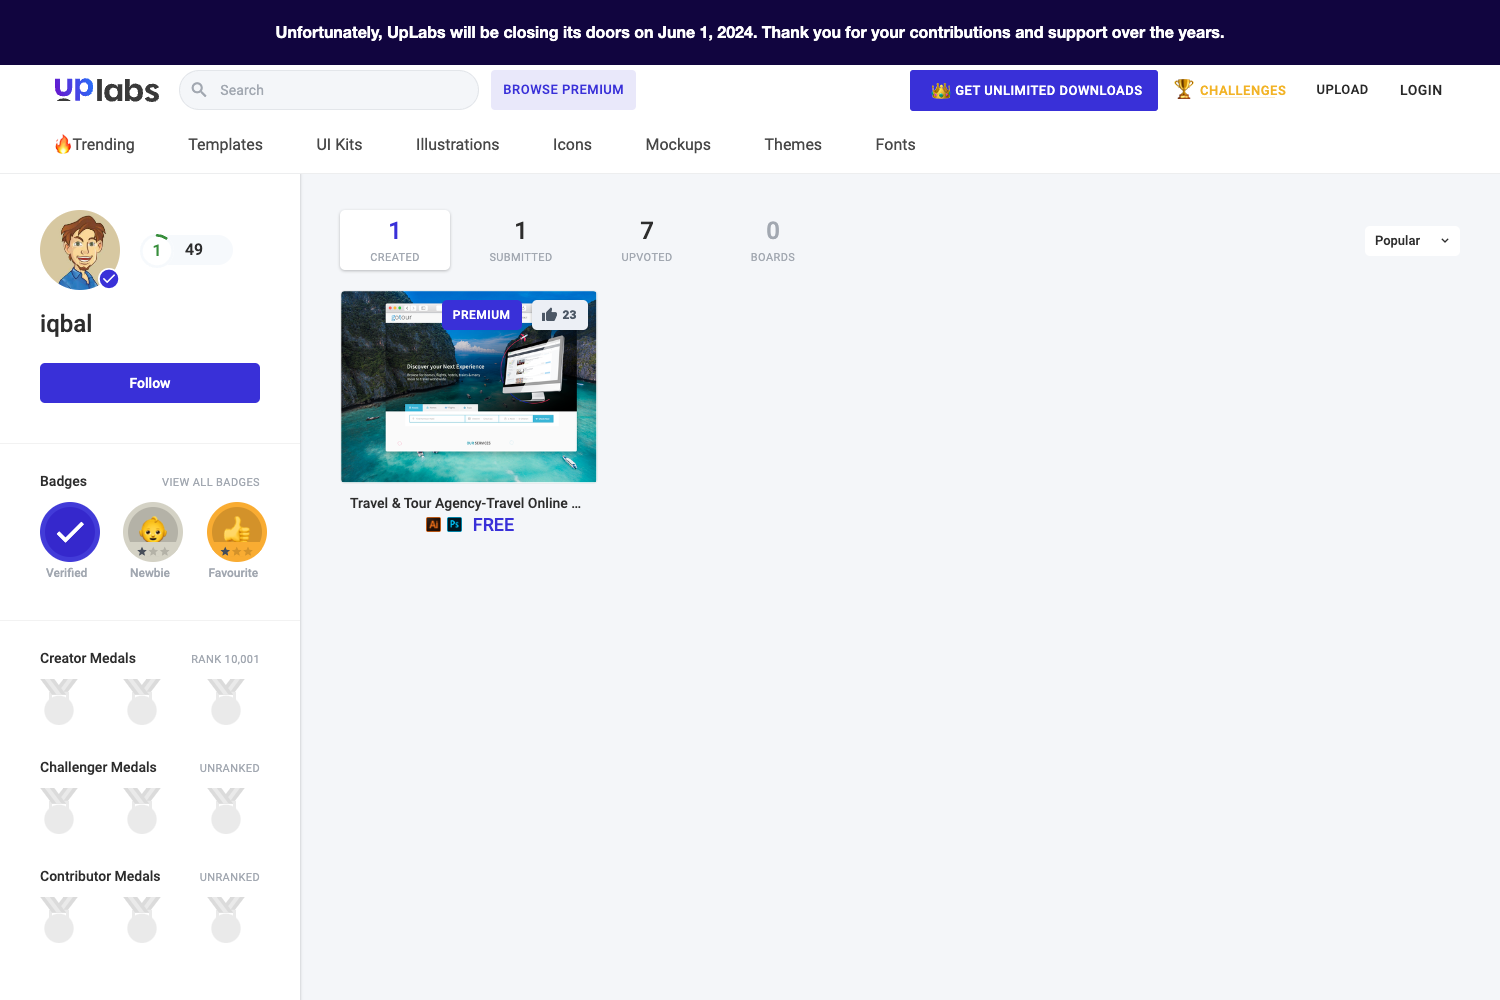 Unfortunately, UpLabs will be closing its doors on June 1, 2024. Thank you for your contributions and support over the years.
uplabs
Search
BROWSE PREMIUM
GET UNLIMITED DOWNLOADS
CHALLENGES
UPLOAD
LOGIN
Trending
Templates
UI Kits
Illustrations
Icons
Mockups
Themes
Fonts
1
49
iqbal
Follow
Badges
VIEW ALL BADGES
Verified
Newbie
Favourite
Creator Medals
RANK 10,001
Challenger Medals
UNRANKED
Contributor Medals
UNRANKED
1
CREATED
1
SUBMITTED
7
UPVOTED
0
BOARDS
Popular
gotour
PREMIUM
23
Discover your Next Experience
OUR SERVICES
Travel & Tour Agency-Travel Online ...
Ai
Ps
FREE